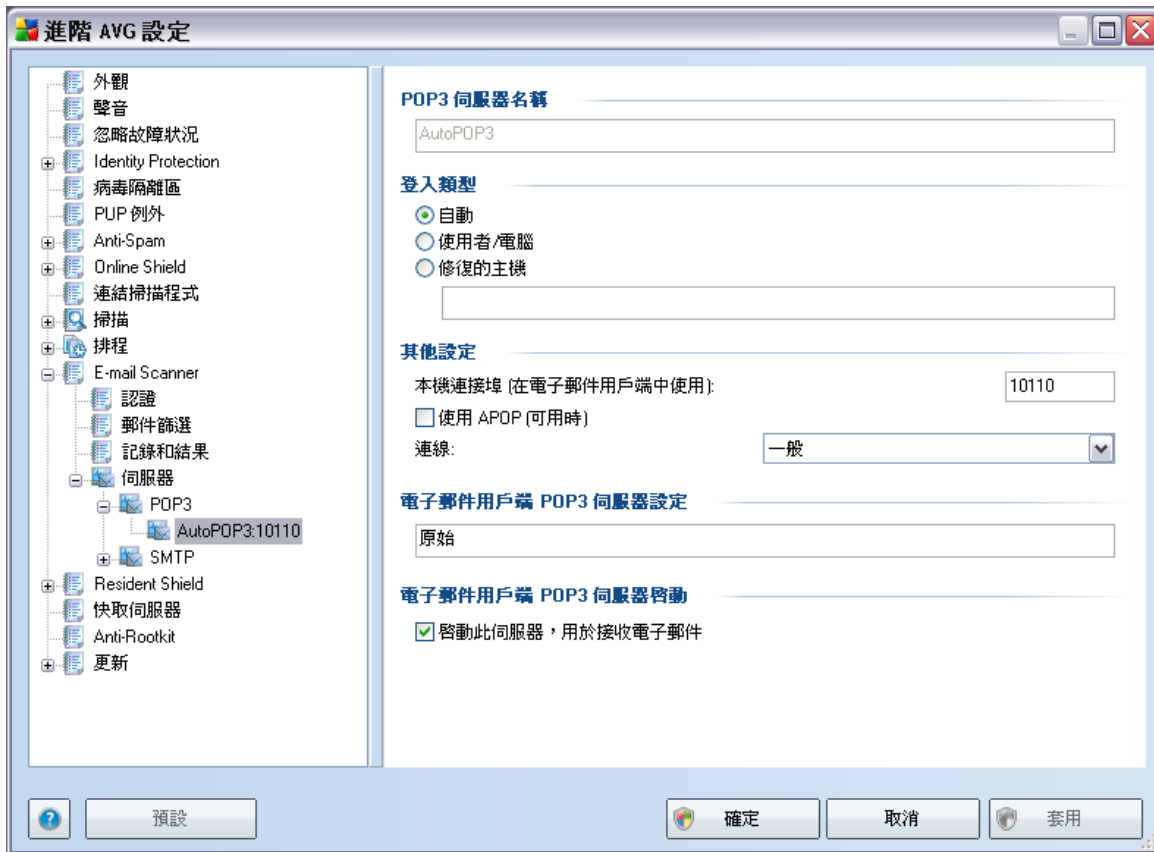 進階 AVG 設定
外觀
聲音
忽略故障狀況
Identity Protection
病毒隔離區
PUP 例外
Anti-Spam
Online Shield
連結掃描程式
掃描
排程
E-mail Scanner
認證
郵件篩選
記錄和結果
伺服器
POP3
AutoPOP3:10110
SMTP
Resident Shield
快取伺服器
Anti-Rootkit
更新
POP3 伺服器名稱
AutoPOP3
登入類型
自動
使用者/電腦
修復的主機
其他設定
本機連接埠 (在電子郵件用戶端中使用): 10110
使用 APOP (可用時)
連線: 一般
電子郵件用戶端 POP3 伺服器設定
原始
電子郵件用戶端 POP3 伺服器啓動
啓動此伺服器，用於接收電子郵件
預設 確定 取消 套用